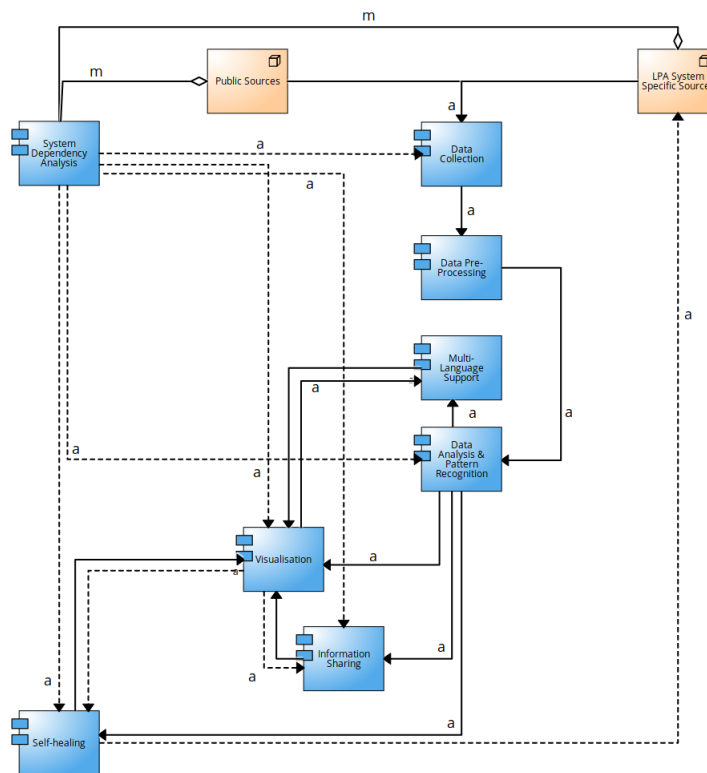 m
m
Public Sources
LPA System
Specific Source
a
System
Dependency
Analysis
a
Data
Collection
a
a
Data Pre-
Processing
a
Multi-
Language
Support
a
a
a
a
Data
Analysis &
Pattern
Recognition
a
a
Visualisation
a
a
Information
Sharing
a
a
a
a
Self-healing